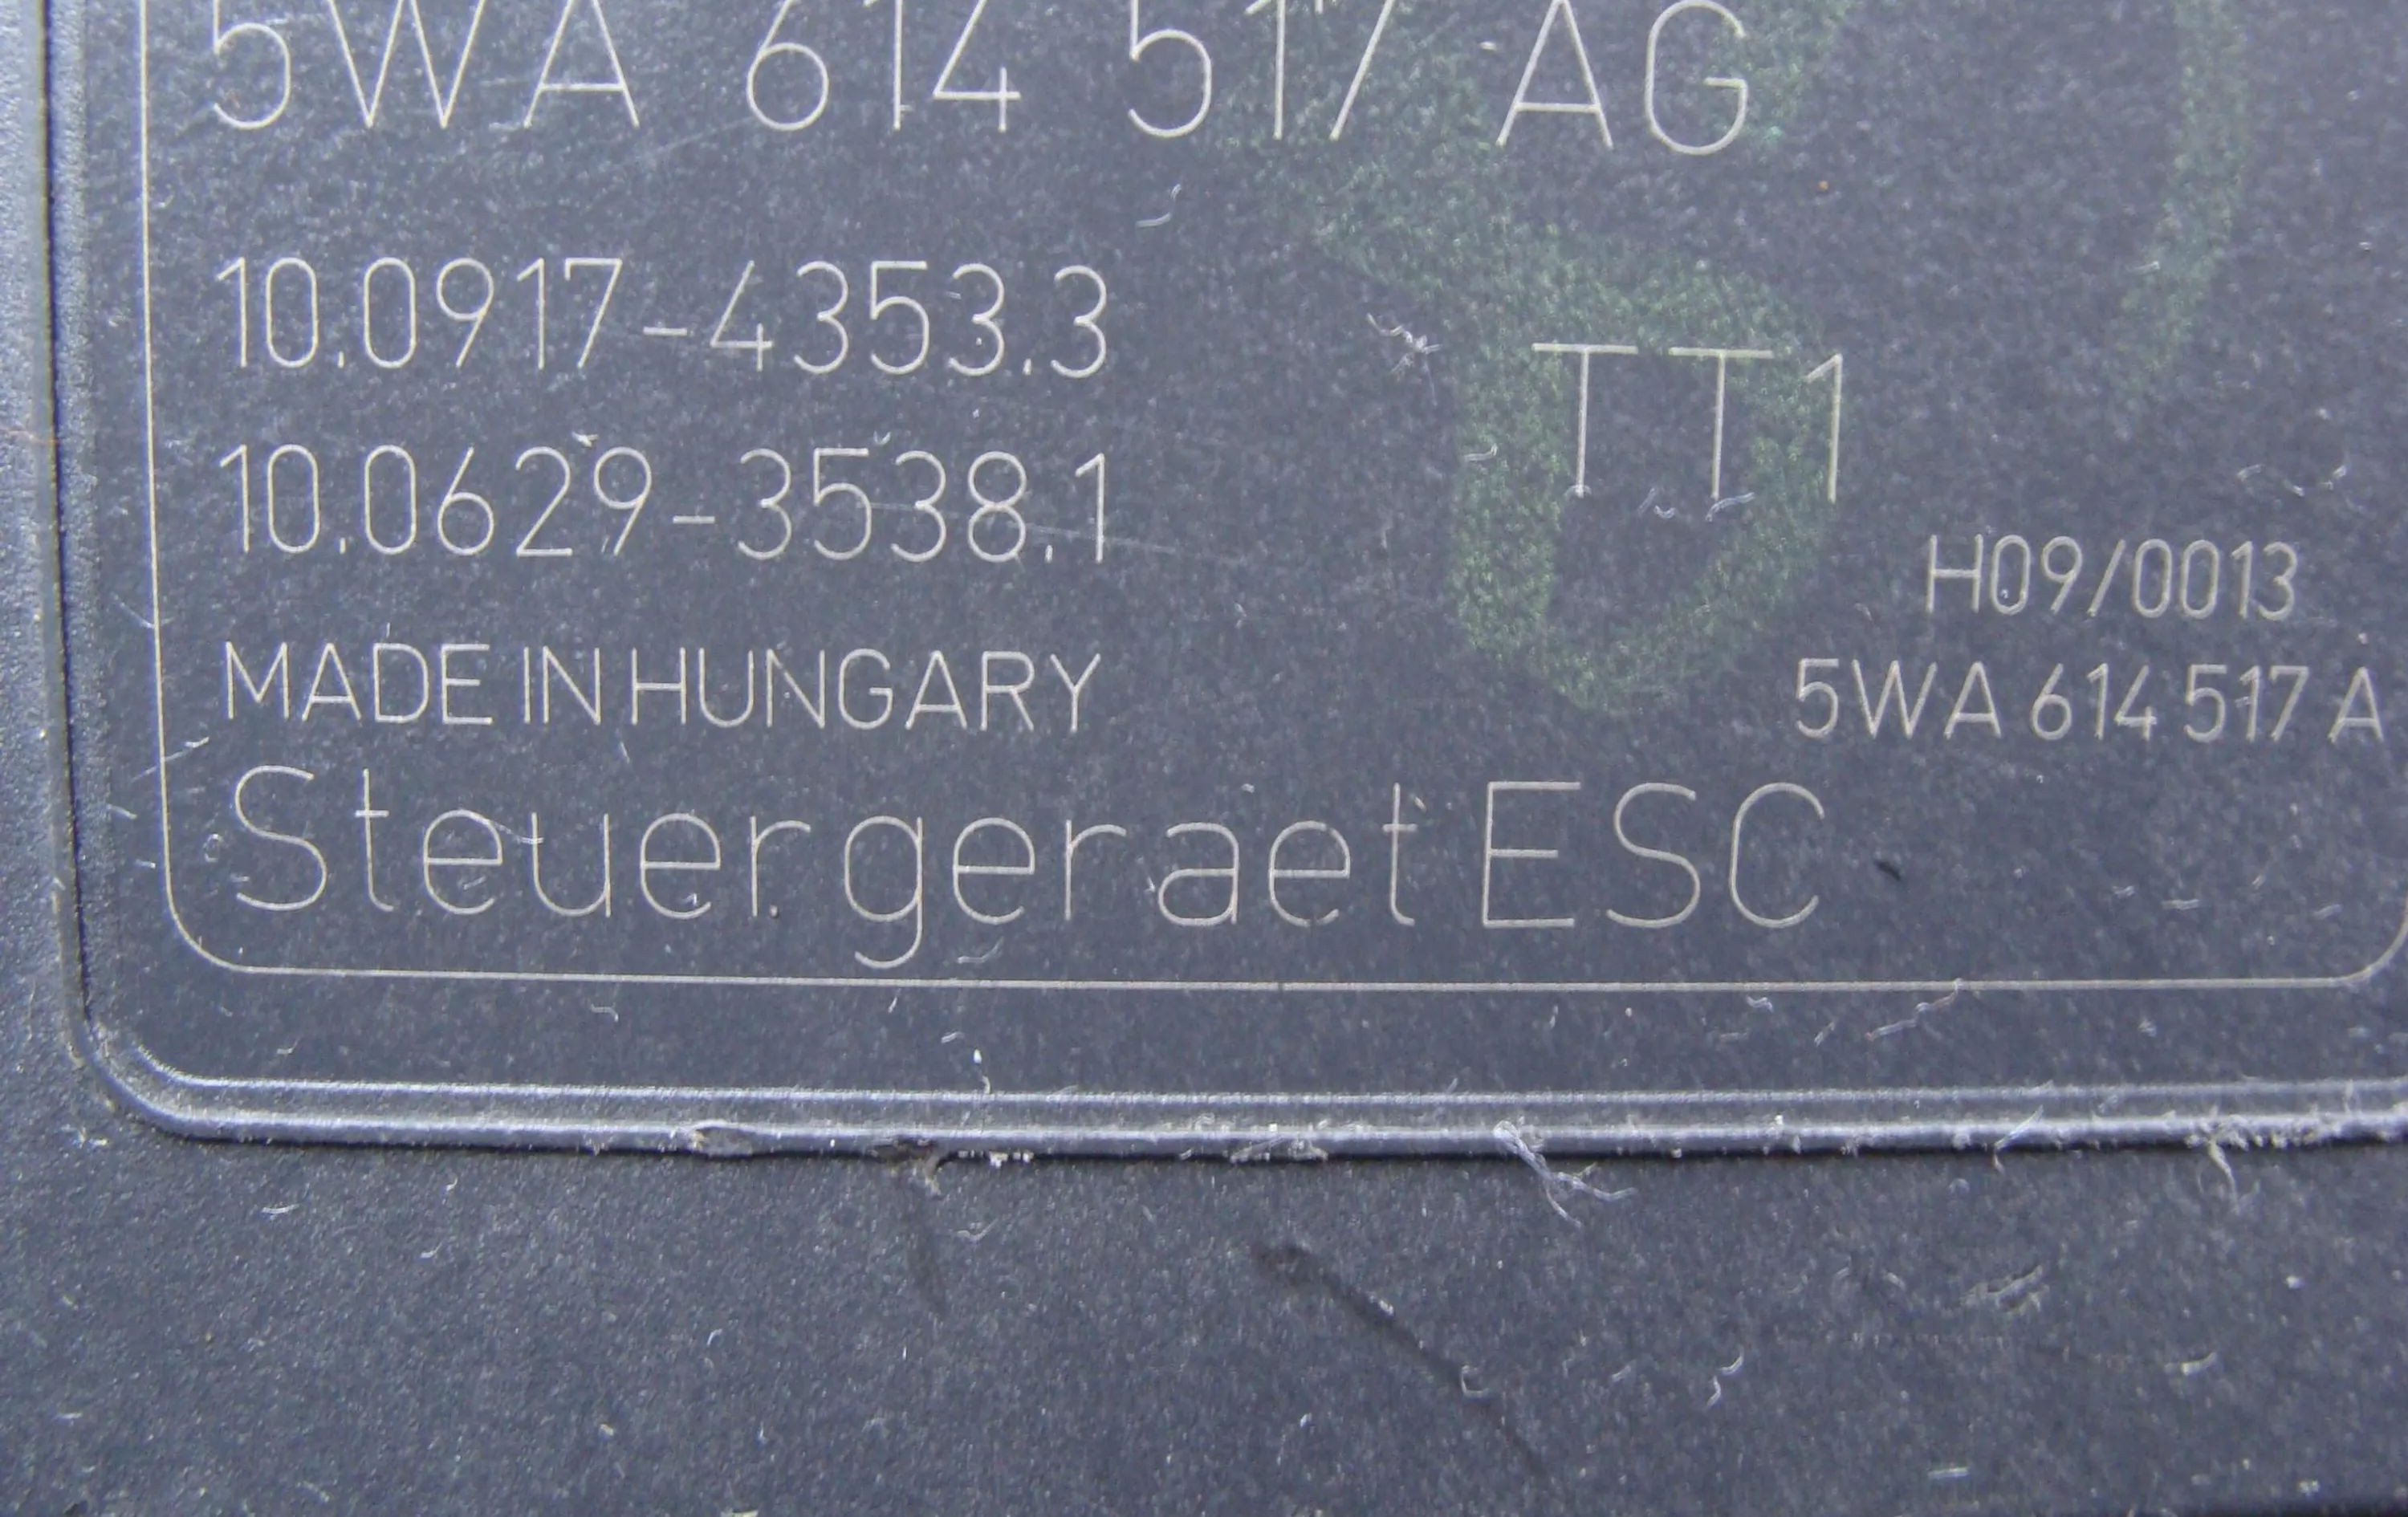 5WA 614 517 AG
10.0917-4353.3
TT1
10.0629-3538.1
H09/0013
MADE IN HUNGARY
5WA 614 517 A
Steuergeraet ESC